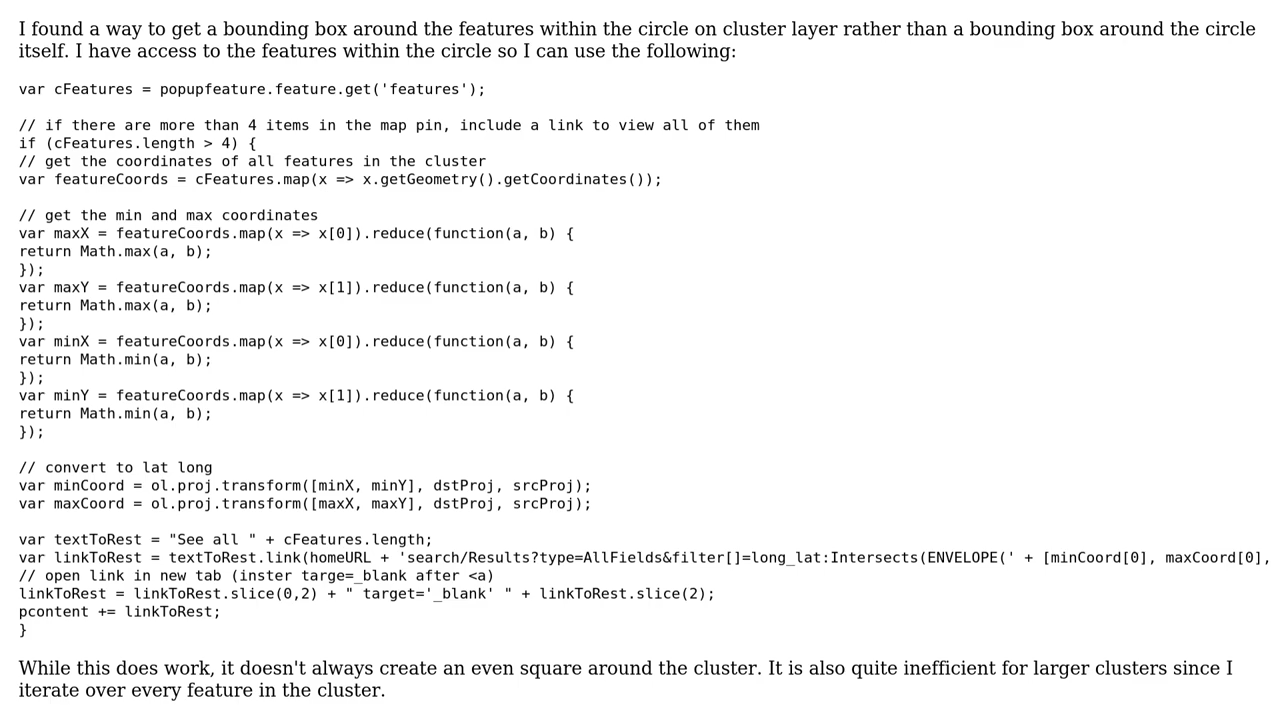 I found a way to get a bounding box around the features within the circle on cluster layer rather than a bounding box around the circle
itself. I have access to the features within the circle so I can use the following:
var cFeatures = popupfeature.feature.get('features');
// if there are more than 4 items in the map pin, include a link to view all of them
if (cFeatures.length > 4) {
// get the coordinates of all features in the cluster
var featureCoords = cFeatures.map(x => x.getGeometry().getCoordinates());
// get the min and max coordinates
var maxX = featureCoords.map(x => x[0]).reduce(function(a, b) {
return Math.max(a, b);
});
var maxY = featureCoords.map(x => x[1]).reduce(function(a, b) {
return Math.max(a, b);
});
var minX = featureCoords.map(x => x[0]).reduce(function(a, b) {
return Math.min(a, b);
});
var minY = featureCoords.map(x => x[1]).reduce(function(a, b) {
return Math.min(a, b);
});
// convert to lat long
var minCoord = ol.proj.transform([minX, minY], dstProj, srcProj);
var maxCoord = ol.proj.transform([maxX, maxY], dstProj, srcProj);
var textToRest = "See all " + cFeatures.length;
var linkToRest = textToRest.link(homeURL + 'search/Results?type=AllFields&filter[]=long_lat:Intersects(ENVELOPE(' + [minCoord[0], maxCoord[0],
// open link in new tab (inster targe=_blank after <a)
linkToRest = linkToRest.slice(0,2) + " target='_blank' " + linkToRest.slice(2);
pcontent += linkToRest;
}
While this does work, it doesn't always create an even square around the cluster. It is also quite inefficient for larger clusters since I
iterate over every feature in the cluster.